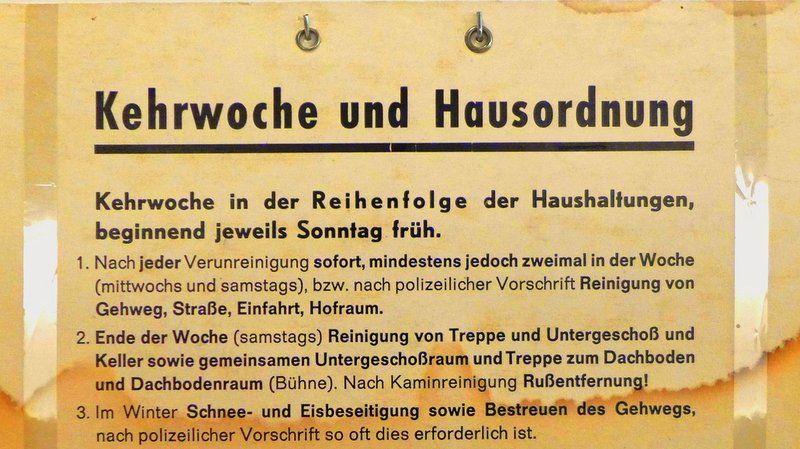 Kehrwoche und Hausordnung
Kehrwoche in der Reihenfolge der Haushaltungen,
beginnend jeweils Sonntag früh.
1. Nach jeder Verunreinigung sofort, mindestens jedoch zweimal in der Woche
(mittwochs und samstags), bzw. nach polizeilicher Vorschrift Reinigung von
Gehweg, Straße, Einfahrt, Hofraum.
2. Ende der Woche (samstags) Reinigung von Treppe und Untergeschoß und
Keller sowie gemeinsamen Untergeschoßraum und Treppe zum Dachboden
und Dachbodenraum (Bühne). Nach Kaminreinigung Rußentfernung!
3. Im Winter Schnee- und Eisbeseitigung sowie Bestreuen des Gehwegs,
nach polizeilicher Vorschrift so oft dies erforderlich ist.